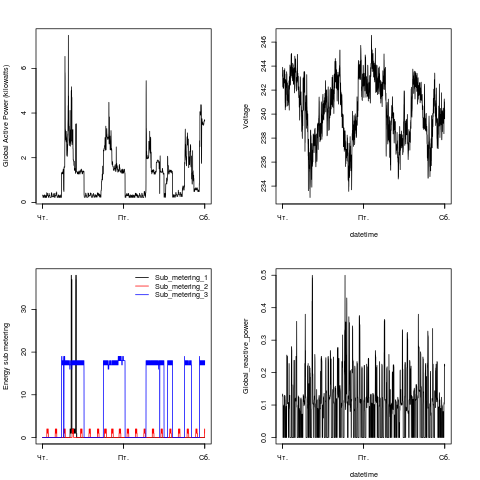 Global Active Power (kilowatts)
0
2
4
6
Чт.
Пт.
Сб.
Voltage
234
236
238
240
242
244
246
Чт.
Пт.
Сб.
datetime
Energy sub metering
0
10
20
30
Чт.
Пт.
Сб.
Sub_metering_1
Sub_metering_2
Sub_metering_3
Global_reactive_power
0.0
0.1
0.2
0.3
0.4
0.5
Чт.
Пт.
Сб.
datetime